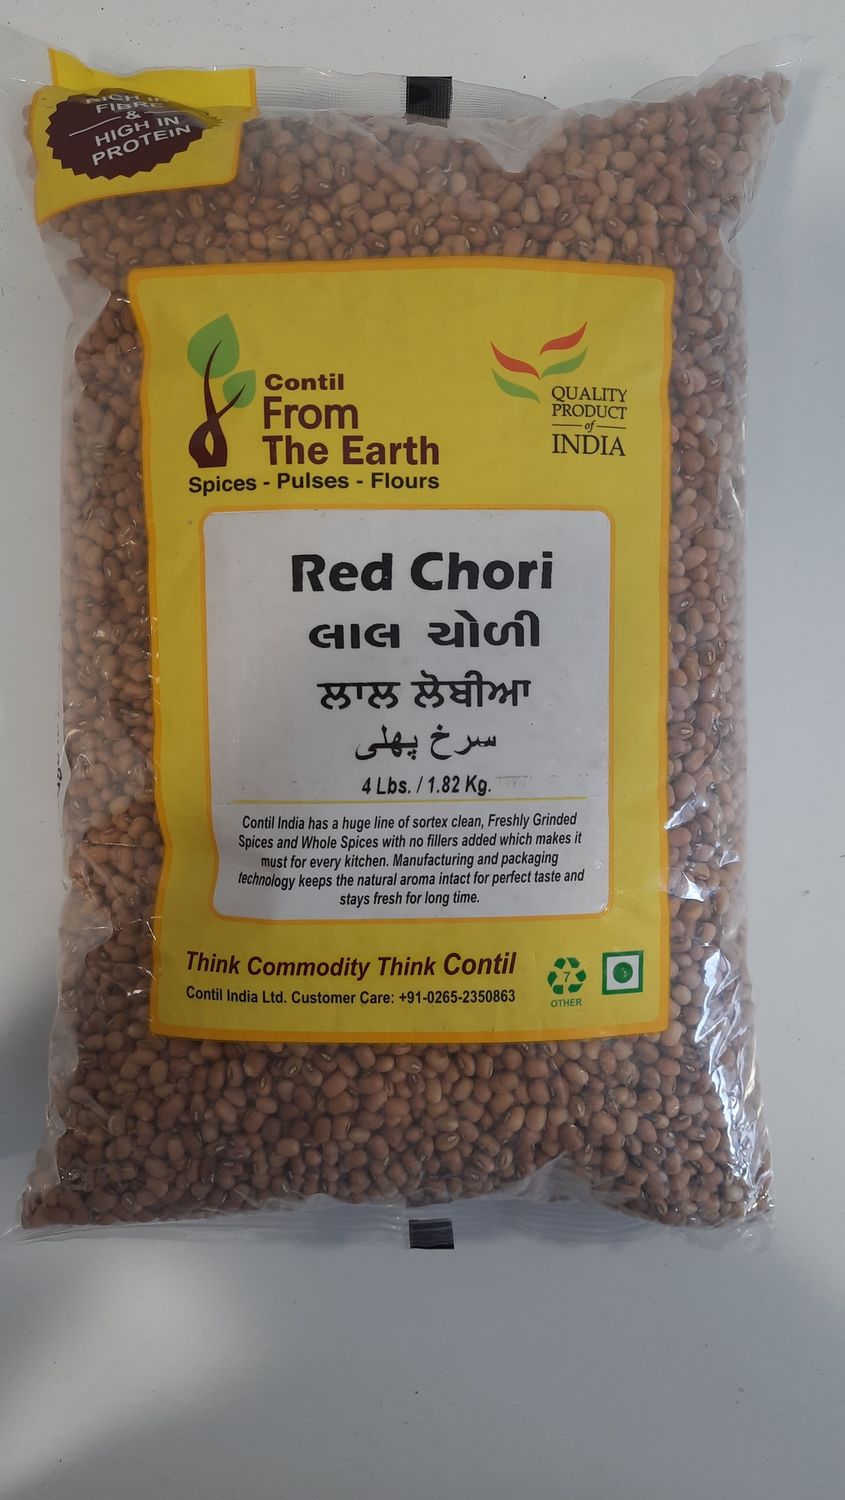 RICH IN
FIBRE
&
HIGH IN
PROTEIN
Contil
From
The Earth
Spices - Pulses - Flours
QUALITY
PRODUCT
of
INDIA
Red Chori
લાલ ચોળી
ਲਾਲ ਲੋਬੀਆ
سرخ پھلی
4 Lbs. / 1.82 Kg.
Contil India has a huge line of sortex clean, Freshly Grinded
Spices and Whole Spices with no fillers added which makes it
must for every kitchen. Manufacturing and packaging
technology keeps the natural aroma intact for perfect taste and
stays fresh for long time.
Think Commodity Think Contil
Contil India Ltd. Customer Care: +91-0265-2350863
7
OTHER